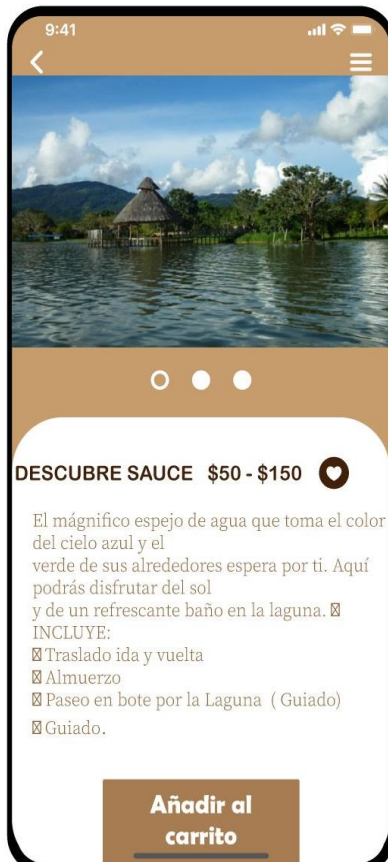 9:41
DESCUBRE SAUCE $50 - $150
El mágnifico espejo de agua que toma el color
del cielo azul y el
verde de sus alrededores espera por ti. Aquí
podrás disfrutar del sol
y de un refrescante baño en la laguna.
INCLUYE:
Traslado ida y vuelta
Almuerzo
Paseo en bote por la Laguna ( Guiado)
Guiado.
Añadir al
carrito